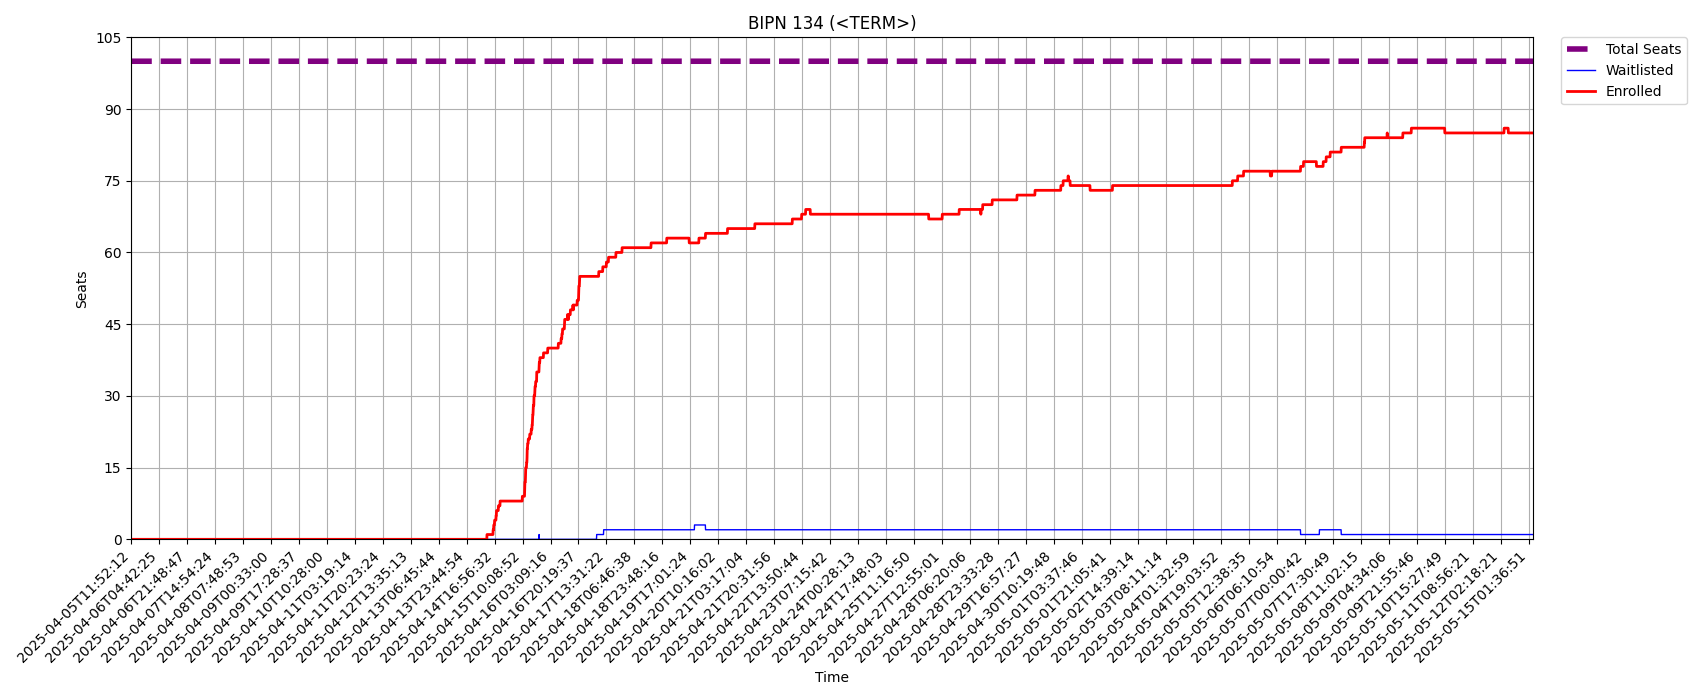 BIPN 134 (<TERM>)
Total Seats
Waitlisted
Enrolled
105
90
75
60
45
30
15
0
Seats
2025-04-05T11:52:12
2025-04-06T04:42:25
2025-04-06T21:48:47
2025-04-07T14:54:24
2025-04-08T07:48:53
2025-04-09T00:33:00
2025-04-09T17:28:37
2025-04-10T10:28:00
2025-04-11T03:19:14
2025-04-11T20:23:24
2025-04-12T13:35:13
2025-04-13T06:45:44
2025-04-13T23:44:54
2025-04-14T16:56:32
2025-04-15T10:08:52
2025-04-16T03:09:16
2025-04-16T20:19:37
2025-04-17T13:31:22
2025-04-18T06:46:38
2025-04-18T23:48:16
2025-04-19T17:01:24
2025-04-20T10:16:02
2025-04-21T03:17:04
2025-04-21T20:31:56
2025-04-22T13:50:44
2025-04-23T07:15:42
2025-04-24T00:28:13
2025-04-24T17:48:03
2025-04-25T11:16:50
2025-04-27T12:55:01
2025-04-28T06:20:06
2025-04-28T23:33:28
2025-04-29T16:57:27
2025-04-30T10:19:48
2025-05-01T03:37:46
2025-05-01T21:05:41
2025-05-02T14:39:14
2025-05-03T08:11:14
2025-05-04T01:32:59
2025-05-04T19:03:52
2025-05-05T12:38:35
2025-05-06T06:10:54
2025-05-07T00:00:42
2025-05-07T17:30:49
2025-05-08T11:02:15
2025-05-09T04:34:06
2025-05-09T21:55:46
2025-05-10T15:27:49
2025-05-11T08:56:21
2025-05-12T02:18:21
2025-05-15T01:36:51
Time